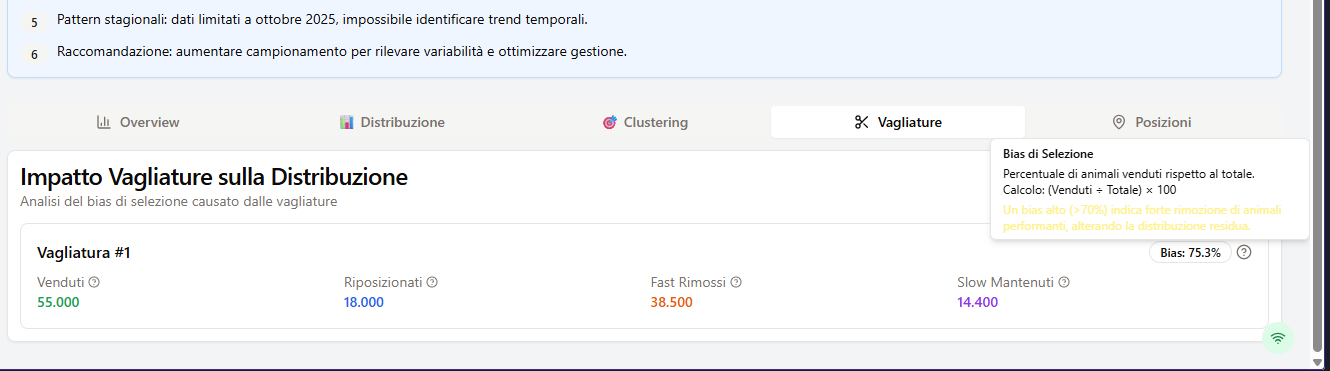 5 Pattern stagionali: dati limitati a ottobre 2025, impossibile identificare trend temporali.
6 Raccomandazione: aumentare campionamento per rilevare variabilità e ottimizzare gestione.
Overview Distribuzione Clustering Vagliature Posizioni
Bias di Selezione
Percentuale di animali venduti rispetto al totale.
Calcolo: (Venduti ÷ Totale) × 100
Un bias alto (>70%) indica forte rimozione di animali
performanti, alterando la distribuzione residua.
Impatto Vagliature sulla Distribuzione
Analisi del bias di selezione causato dalle vagliature
Vagliatura #1 Bias: 75.3%
Venduti Riposizionati Fast Rimossi Slow Mantenuti
55.000 18.000 38.500 14.400